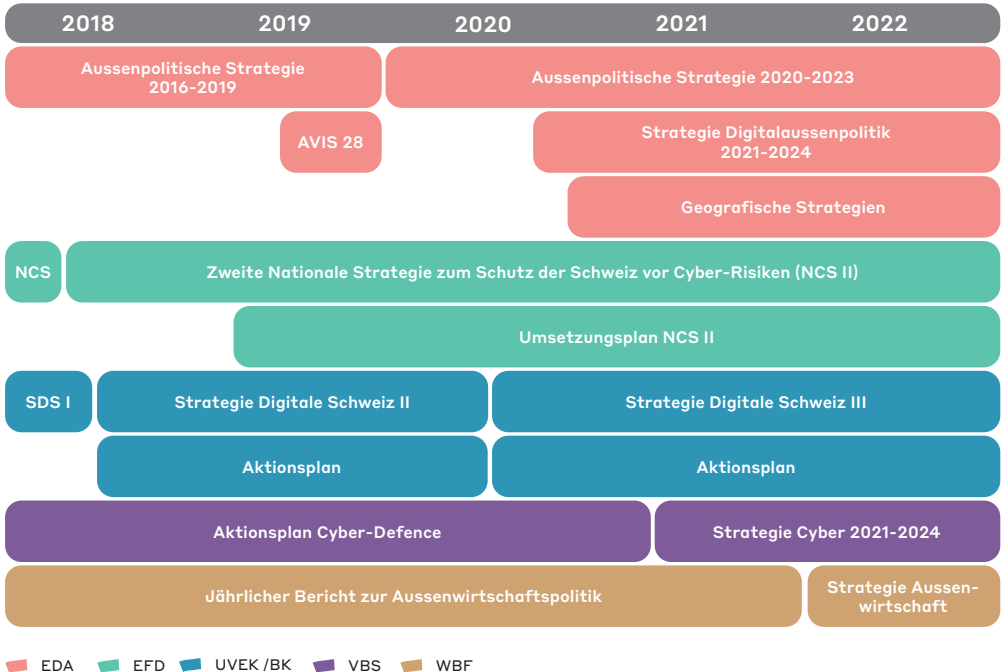 2018 2019 2020 2021 2022
Aussenpolitische Strategie
2016-2019
Aussenpolitische Strategie 2020-2023
AVIS 28
Strategie Digitalaussenpolitik
2021-2024
Geografische Strategien
NCS
Zweite Nationale Strategie zum Schutz der Schweiz vor Cyber-Risiken (NCS II)
Umsetzungsplan NCS II
SDS I
Strategie Digitale Schweiz II
Strategie Digitale Schweiz III
Aktionsplan
Aktionsplan
Aktionsplan Cyber-Defence
Strategie Cyber 2021-2024
Jährlicher Bericht zur Aussenwirtschaftspolitik
Strategie Aussen-
wirtschaft
EDA EFD UVEK /BK VBS WBF